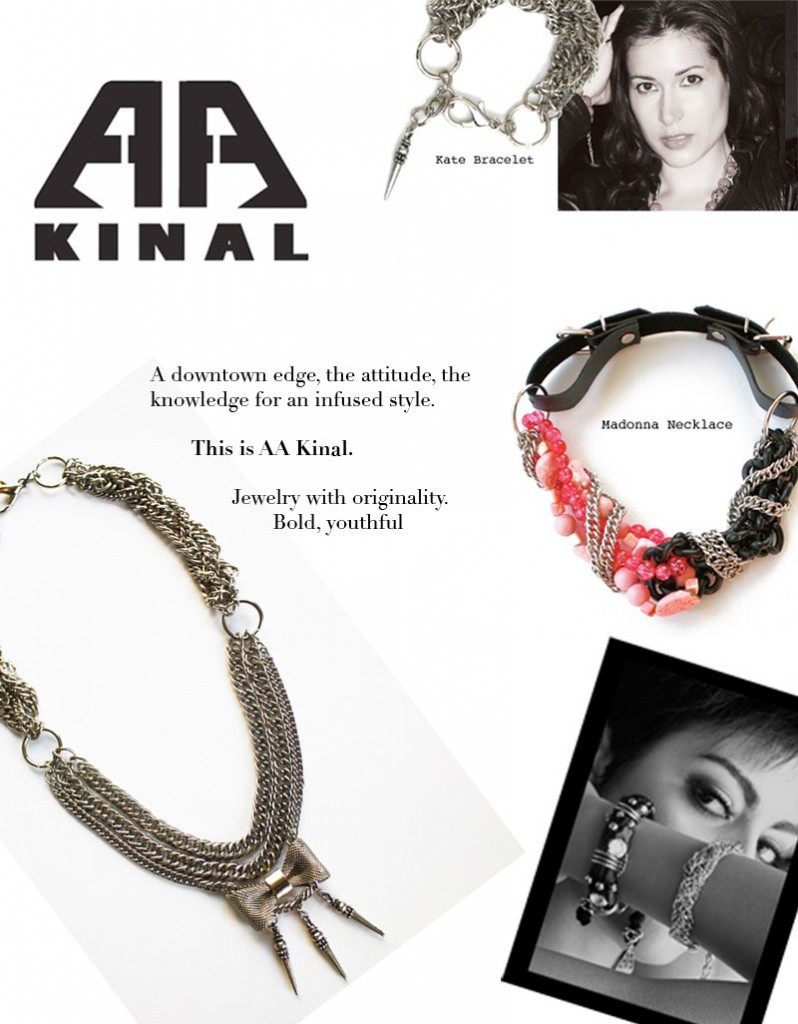 AA
KINAL
Kate Bracelet
A downtown edge, the attitude, the
knowledge for an infused style.
This is AA Kinal.
Madonna Necklace
Jewelry with originality.
Bold, youthful